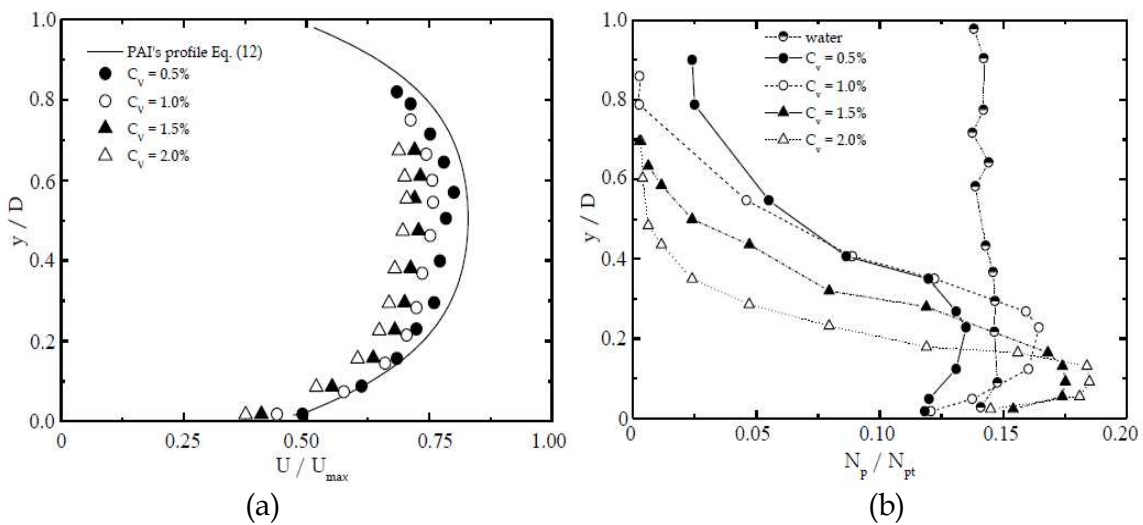 1.0
0.8
0.6
0.4
0.2
0.0
y / D
PAI's profile Eq. (12)
C_V = 0.5%
C_V = 1.0%
C_V = 1.5%
C_V = 2.0%
0
0.25
0.50
0.75
1.00
U / U_max
(a)
1.0
0.8
0.6
0.4
0.2
0
y / D
water
C_v = 0.5%
C_v = 1.0%
C_v = 1.5%
C_v = 2.0%
0
0.05
0.10
0.15
0.20
N_p / N_pt
(b)